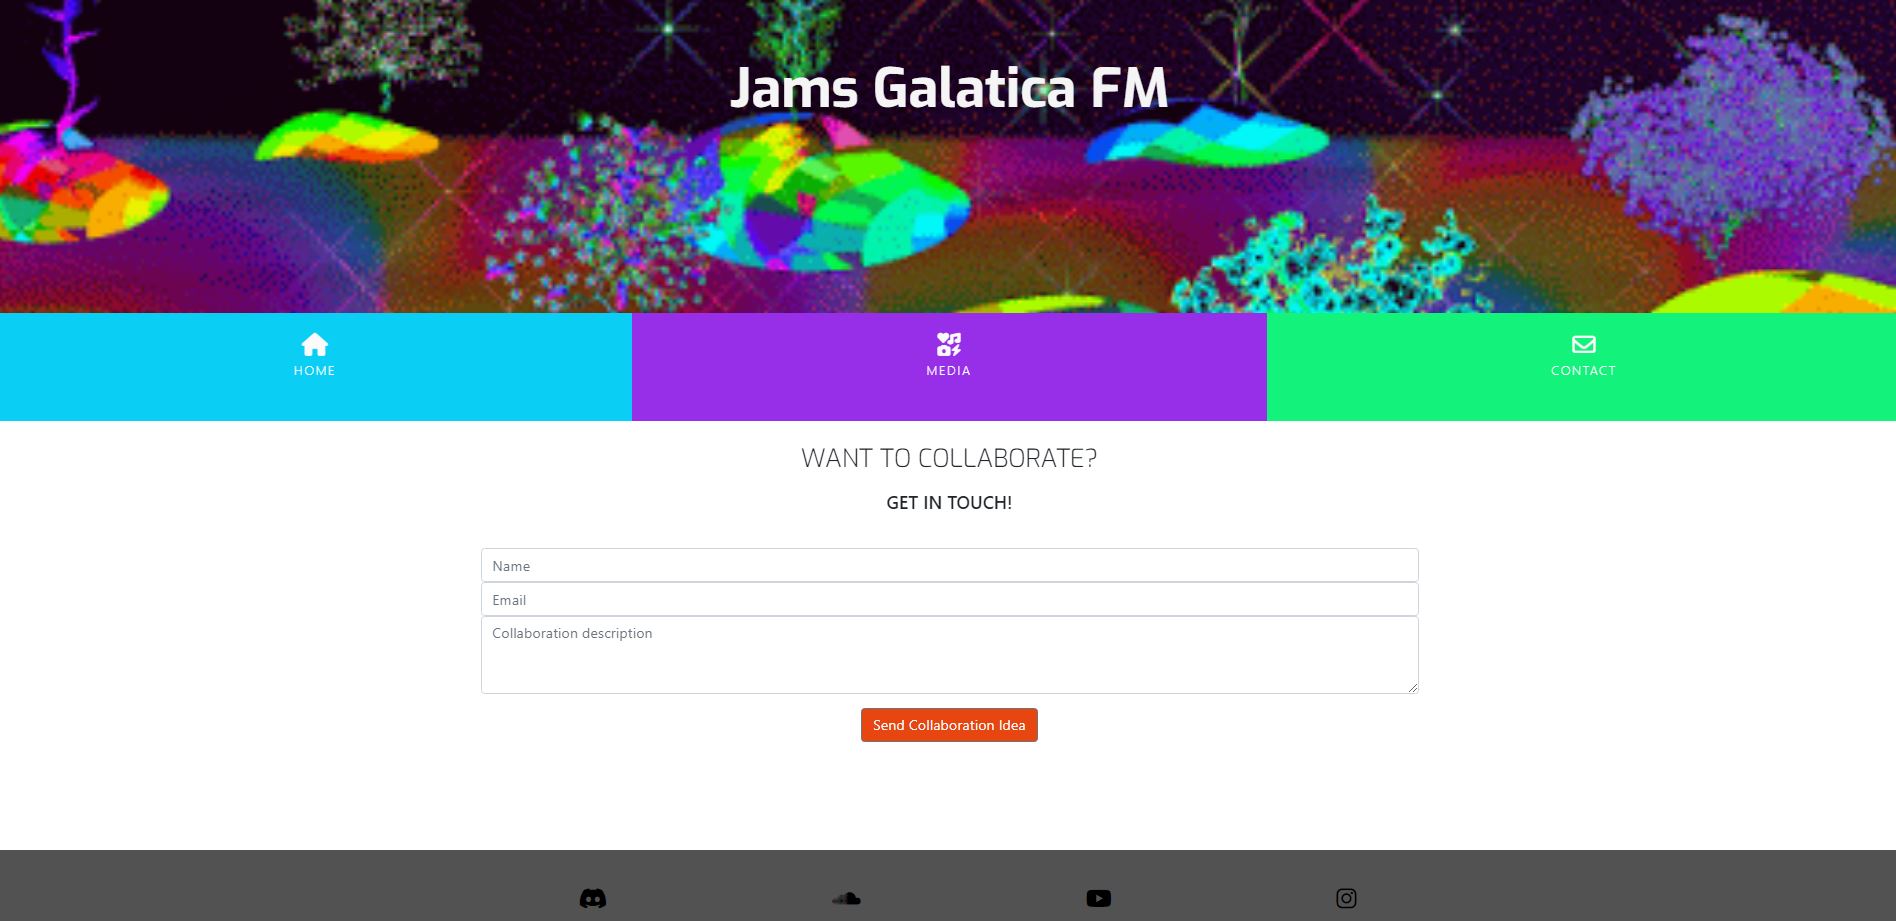 Jams Galatica FM
HOME
MEDIA
CONTACT
WANT TO COLLABORATE?
GET IN TOUCH!
Name
Email
Collaboration description
Send Collaboration Idea